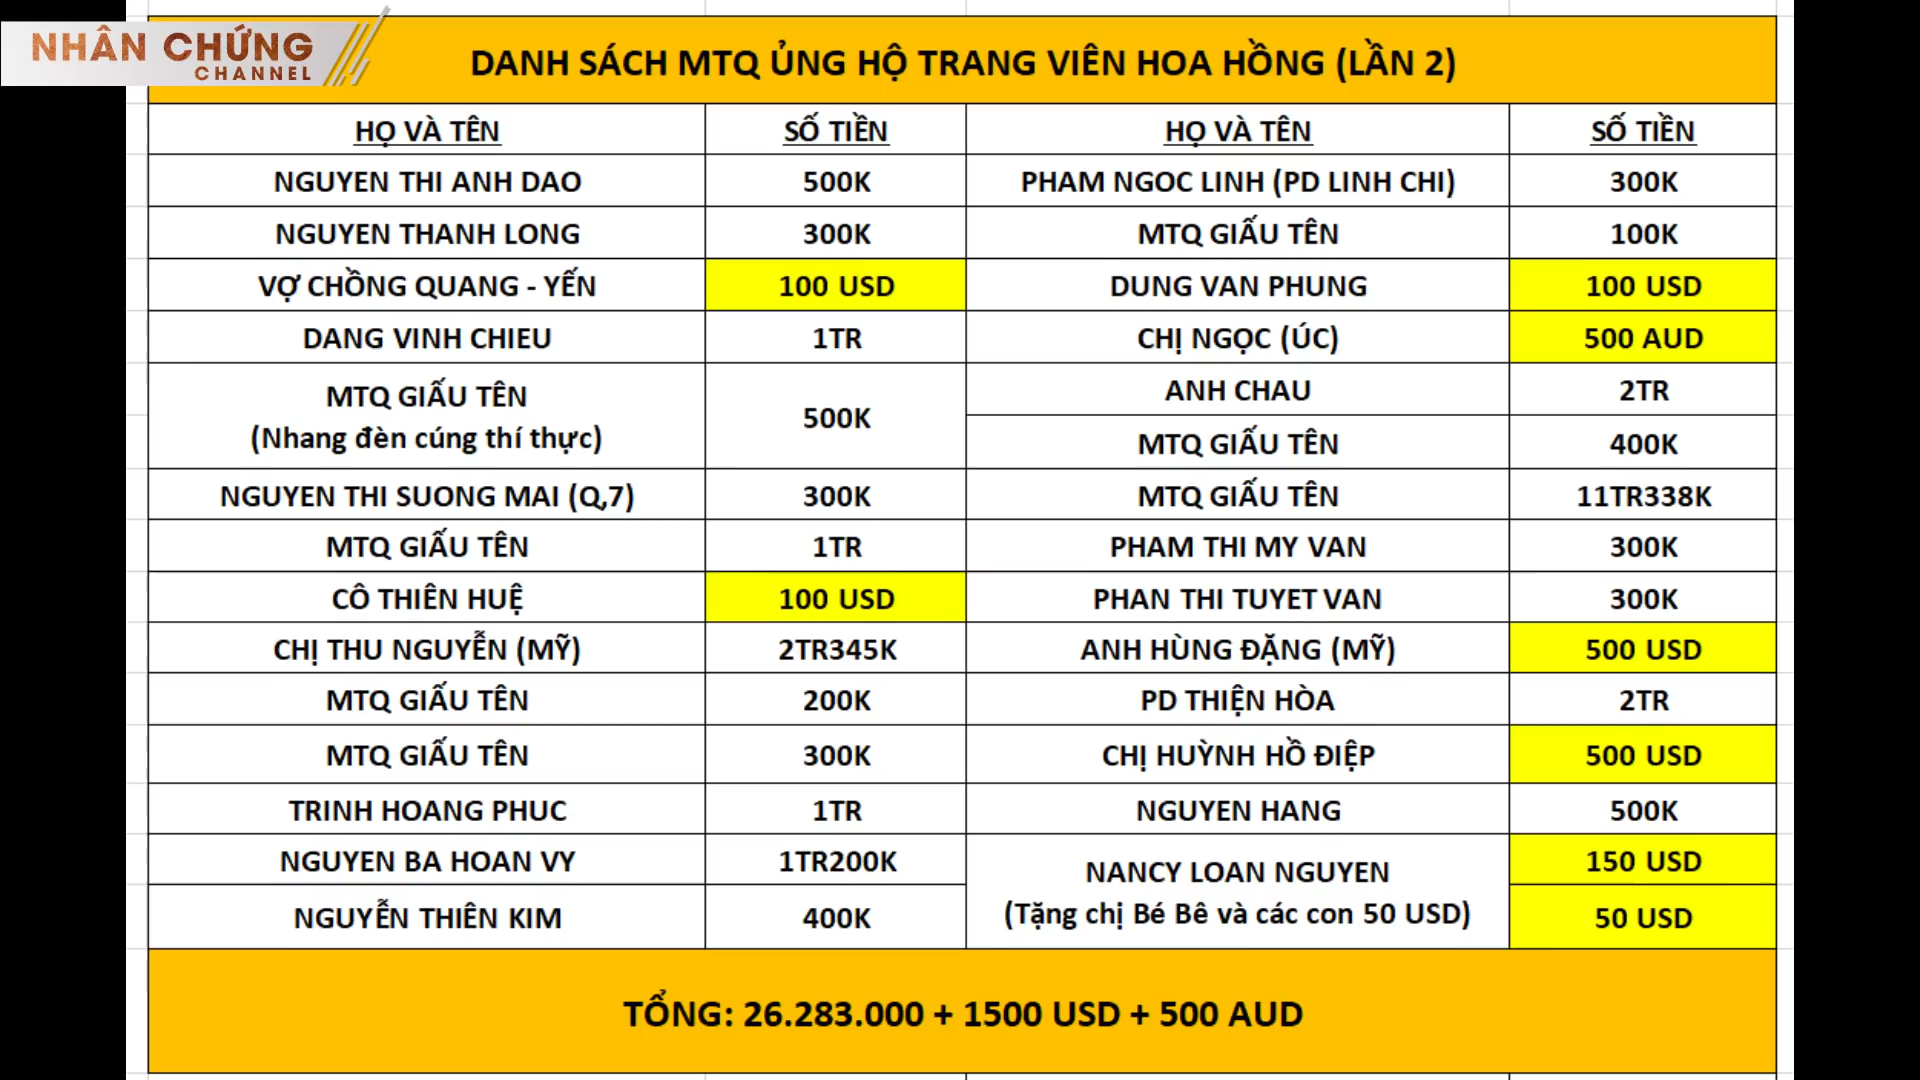 NHÂN CHỨNG
CHANNEL
DANH SÁCH MTQ ỦNG HỘ TRANG VIÊN HOA HỒNG (LẦN 2)
HỌ VÀ TÊN SỐ TIỀN HỌ VÀ TÊN SỐ TIỀN
NGUYEN THI ANH DAO 500K PHAM NGOC LINH (PD LINH CHI) 300K
NGUYEN THANH LONG 300K MTQ GIẤU TÊN 100K
VỢ CHỒNG QUANG - YẾN 100 USD DUNG VAN PHUNG 100 USD
DANG VINH CHIEU 1TR CHỊ NGỌC (ÚC) 500 AUD
MTQ GIẤU TÊN
(Nhang đèn cúng thí thực) 500K
ANH CHAU 2TR
MTQ GIẤU TÊN 400K
NGUYEN THI SUONG MAI (Q,7) 300K MTQ GIẤU TÊN 11TR338K
MTQ GIẤU TÊN 1TR PHAM THI MY VAN 300K
CÔ THIÊN HUỆ 100 USD PHAN THI TUYET VAN 300K
CHỊ THU NGUYỄN (MỸ) 2TR345K ANH HÙNG ĐẶNG (MỸ) 500 USD
MTQ GIẤU TÊN 200K PD THIỆN HÒA 2TR
MTQ GIẤU TÊN 300K CHỊ HUỲNH HỒ ĐIỆP 500 USD
TRINH HOANG PHUC 1TR NGUYEN HANG 500K
NGUYEN BA HOAN VY 1TR200K
NGUYỄN THIÊN KIM 400K
NANCY LOAN NGUYEN 150 USD
(Tặng chị Bé Bê và các con 50 USD) 50 USD
TỔNG: 26.283.000 + 1500 USD + 500 AUD